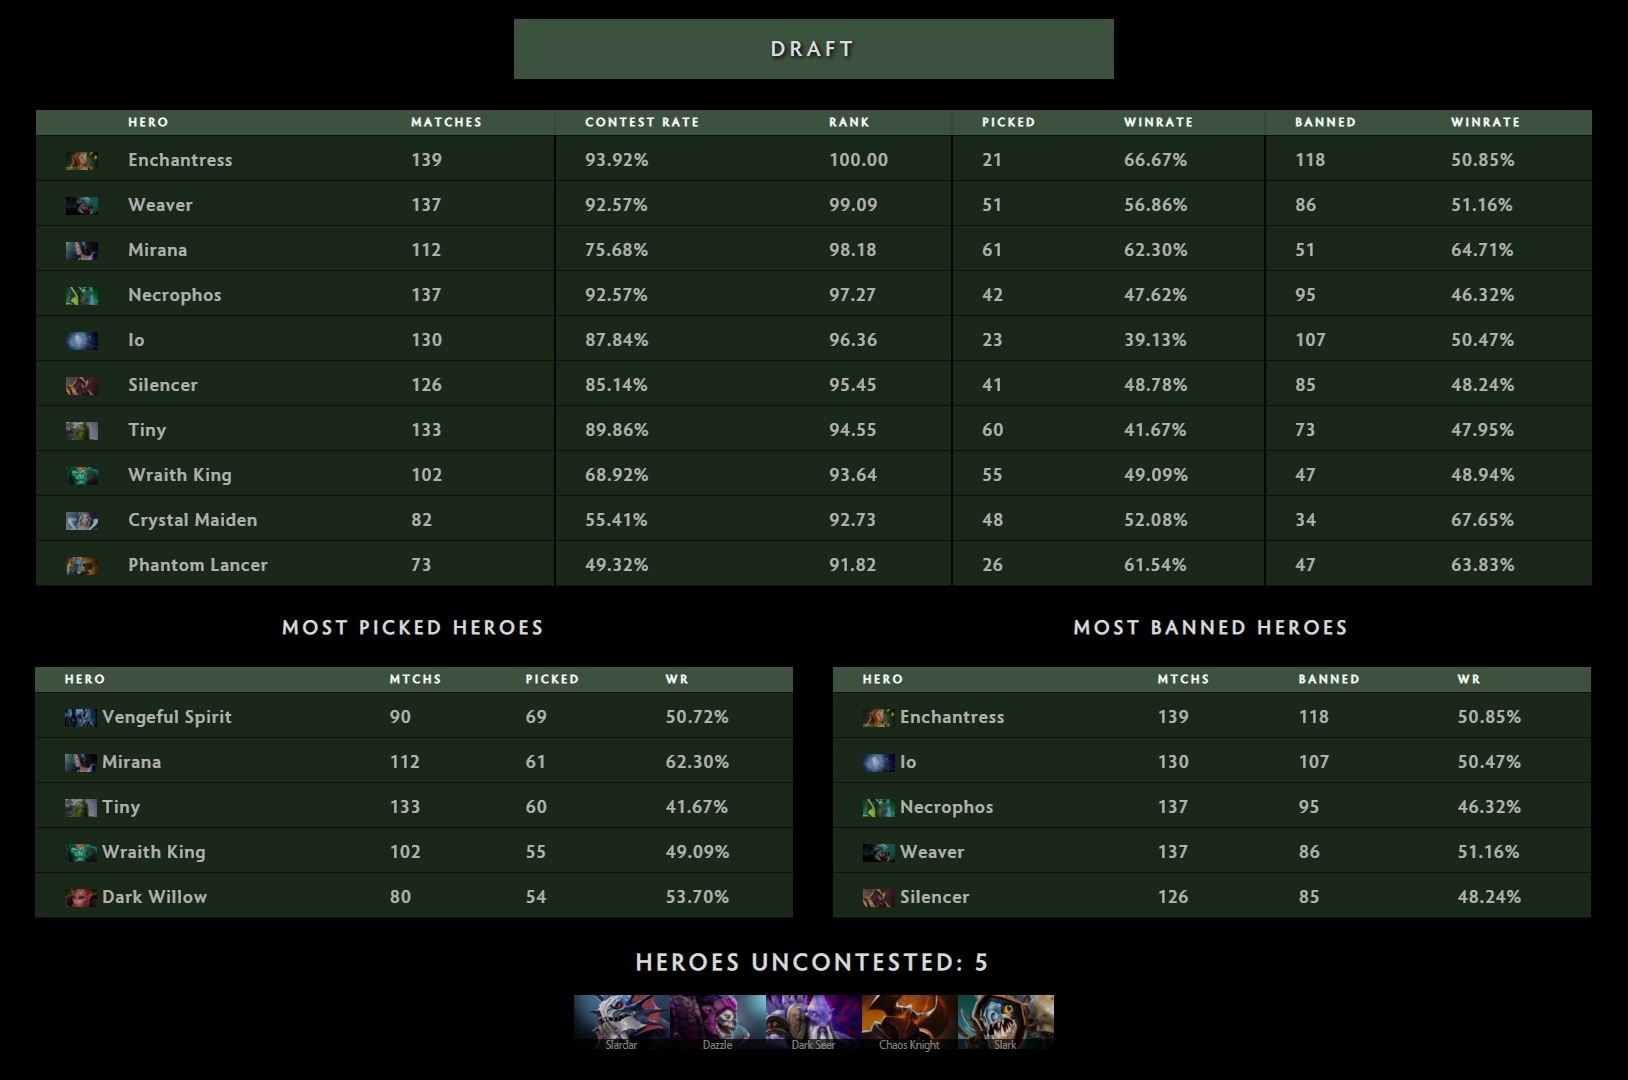 DRAFT
HERO MATCHES CONTEST RATE RANK PICKED WINRATE BANNED WINRATE
Enchantress 139 93.92% 100.00 21 66.67% 118 50.85%
Weaver 137 92.57% 99.09 51 56.86% 86 51.16%
Mirana 112 75.68% 98.18 61 62.30% 51 64.71%
Necrophos 137 92.57% 97.27 42 47.62% 95 46.32%
Io 130 87.84% 96.36 23 39.13% 107 50.47%
Silencer 126 85.14% 95.45 41 48.78% 85 48.24%
Tiny 133 89.86% 94.55 60 41.67% 73 47.95%
Wraith King 102 68.92% 93.64 55 49.09% 47 48.94%
Crystal Maiden 82 55.41% 92.73 48 52.08% 34 67.65%
Phantom Lancer 73 49.32% 91.82 26 61.54% 47 63.83%
MOST PICKED HEROES
HERO MTCHS PICKED WR
Vengeful Spirit 90 69 50.72%
Mirana 112 61 62.30%
Tiny 133 60 41.67%
Wraith King 102 55 49.09%
Dark Willow 80 54 53.70%
MOST BANNED HEROES
HERO MTCHS BANNED WR
Enchantress 139 118 50.85%
Io 130 107 50.47%
Necrophos 137 95 46.32%
Weaver 137 86 51.16%
Silencer 126 85 48.24%
HEROES UNCONTESTED: 5
Slardar Dazzle Dark Seer Chaos Knight Slark